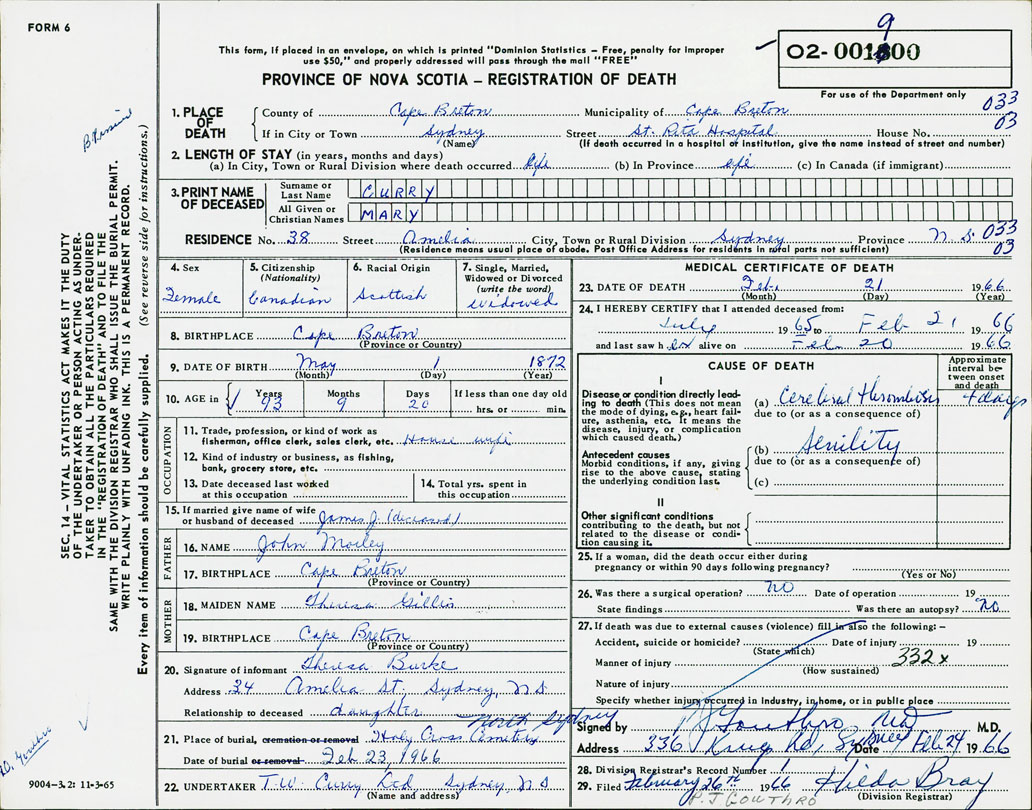 FORM 6
This form, if placed in an envelope, on which is printed "Dominion Statistics – Free, penalty for improper
use $50," and properly addressed will pass through the mail "FREE"
PROVINCE OF NOVA SCOTIA – REGISTRATION OF DEATH
9
02- 001800
For use of the Department only
1. PLACE OF DEATH
County of Cape Breton Municipality of Cape Breton 033
If in City or Town Sydney Street St. Rita Hospital House No. 03
(Name) (If death occurred in a hospital or institution, give the name instead of street and number)
2. LENGTH OF STAY (in years, months and days)
(a) In City, Town or Rural Division where death occurred life (b) In Province life (c) In Canada (if immigrant)
3. PRINT NAME OF DECEASED
Surname or Last Name CURRY
All Given or Christian Names MARY
RESIDENCE No. 38 Street Amelia City, Town or Rural Division Sydney Province N.S. 033
(Residence means usual place of abode. Post Office Address for residents in rural parts not sufficient) 03
4. Sex Female
5. Citizenship (Nationality) Canadian
6. Racial Origin Scottish
7. Single, Married, Widowed or Divorced (write the word) widowed
8. BIRTHPLACE Cape Breton
(Province or Country)
9. DATE OF BIRTH May 1 1872
(Month) (Day) (Year)
10. AGE in Years 93 Months 9 Days 20 If less than one day old hrs. or min.
OCCUPATION
11. Trade, profession, or kind of work as
fisherman, office clerk, sales clerk, etc. House wife
12. Kind of industry or business, as fishing,
bank, grocery store, etc.
13. Date deceased last worked
at this occupation
14. Total yrs. spent in
this occupation
15. If married give name of wife
or husband of deceased James J. (deceased)
FATHER
16. NAME John Morley
17. BIRTHPLACE Cape Breton
(Province or Country)
MOTHER
18. MAIDEN NAME Theresa Gillis
19. BIRTHPLACE Cape Breton
(Province or Country)
20. Signature of informant Theresa Burke
Address 34 Amelia St. Sydney, N S
Relationship to deceased daughter
North Sydney
21. Place of burial, cremation or removal Holy Cross Cemetery
Date of burial or removal Feb 23, 1966
22. UNDERTAKER T.W. Curry Ltd Sydney, N S
(Name and address)
MEDICAL CERTIFICATE OF DEATH
23. DATE OF DEATH Feb. 21 1966
(Month) (Day) (Year)
24. I HEREBY CERTIFY that I attended deceased from:
July 1965 to Feb 21 1966
and last saw her alive on Feb 20 1966
CAUSE OF DEATH
Approximate interval between onset and death
I
Disease or condition directly leading to death (This does not mean the mode of dying, e.g., heart failure, asthenia, etc. It means the disease, injury, or complication which caused death.)
(a) Cerebral thrombosis 4 days
due to (or as a consequence of)
Antecedent causes
Morbid conditions, if any, giving rise to the above cause, stating the underlying condition last.
(b) Senility
due to (or as a consequence of)
(c)
II
Other significant conditions
contributing to the death, but not related to the disease or condition causing it.
25. If a woman, did the death occur either during
pregnancy or within 90 days following pregnancy?
(Yes or No)
26. Was there a surgical operation? no Date of operation 19
State findings Was there an autopsy? no
27. If death was due to external causes (violence) fill in also the following: –
Accident, suicide or homicide? Date of injury 19
(State which)
Manner of injury 332x
(How sustained)
Nature of injury
Specify whether injury occurred in industry, in home, or in public place
Signed by P J Gouthro MD M.D.
Address 336 Kings Rd, Sydney Date Feb 24 1966
28. Division Registrar's Record Number 1
29. Filed February 26th 1966 Hilda Bray
(Division Registrar)
P J GOUTHRO
SEC. 14 – VITAL STATISTICS ACT MAKES IT THE DUTY
OF THE UNDERTAKER OR PERSON ACTING AS UNDER-
TAKER TO OBTAIN ALL THE PARTICULARS REQUIRED
IN THE "REGISTRATION OF DEATH" AND TO FILE THE
SAME WITH THE DIVISION REGISTRAR WHO SHALL ISSUE THE BURIAL PERMIT.
WRITE PLAINLY WITH UNFADING INK. THIS IS A PERMANENT RECORD.
Every item of information should be carefully supplied. (See reverse side for instructions.)
9004-3.2: 11-3-65